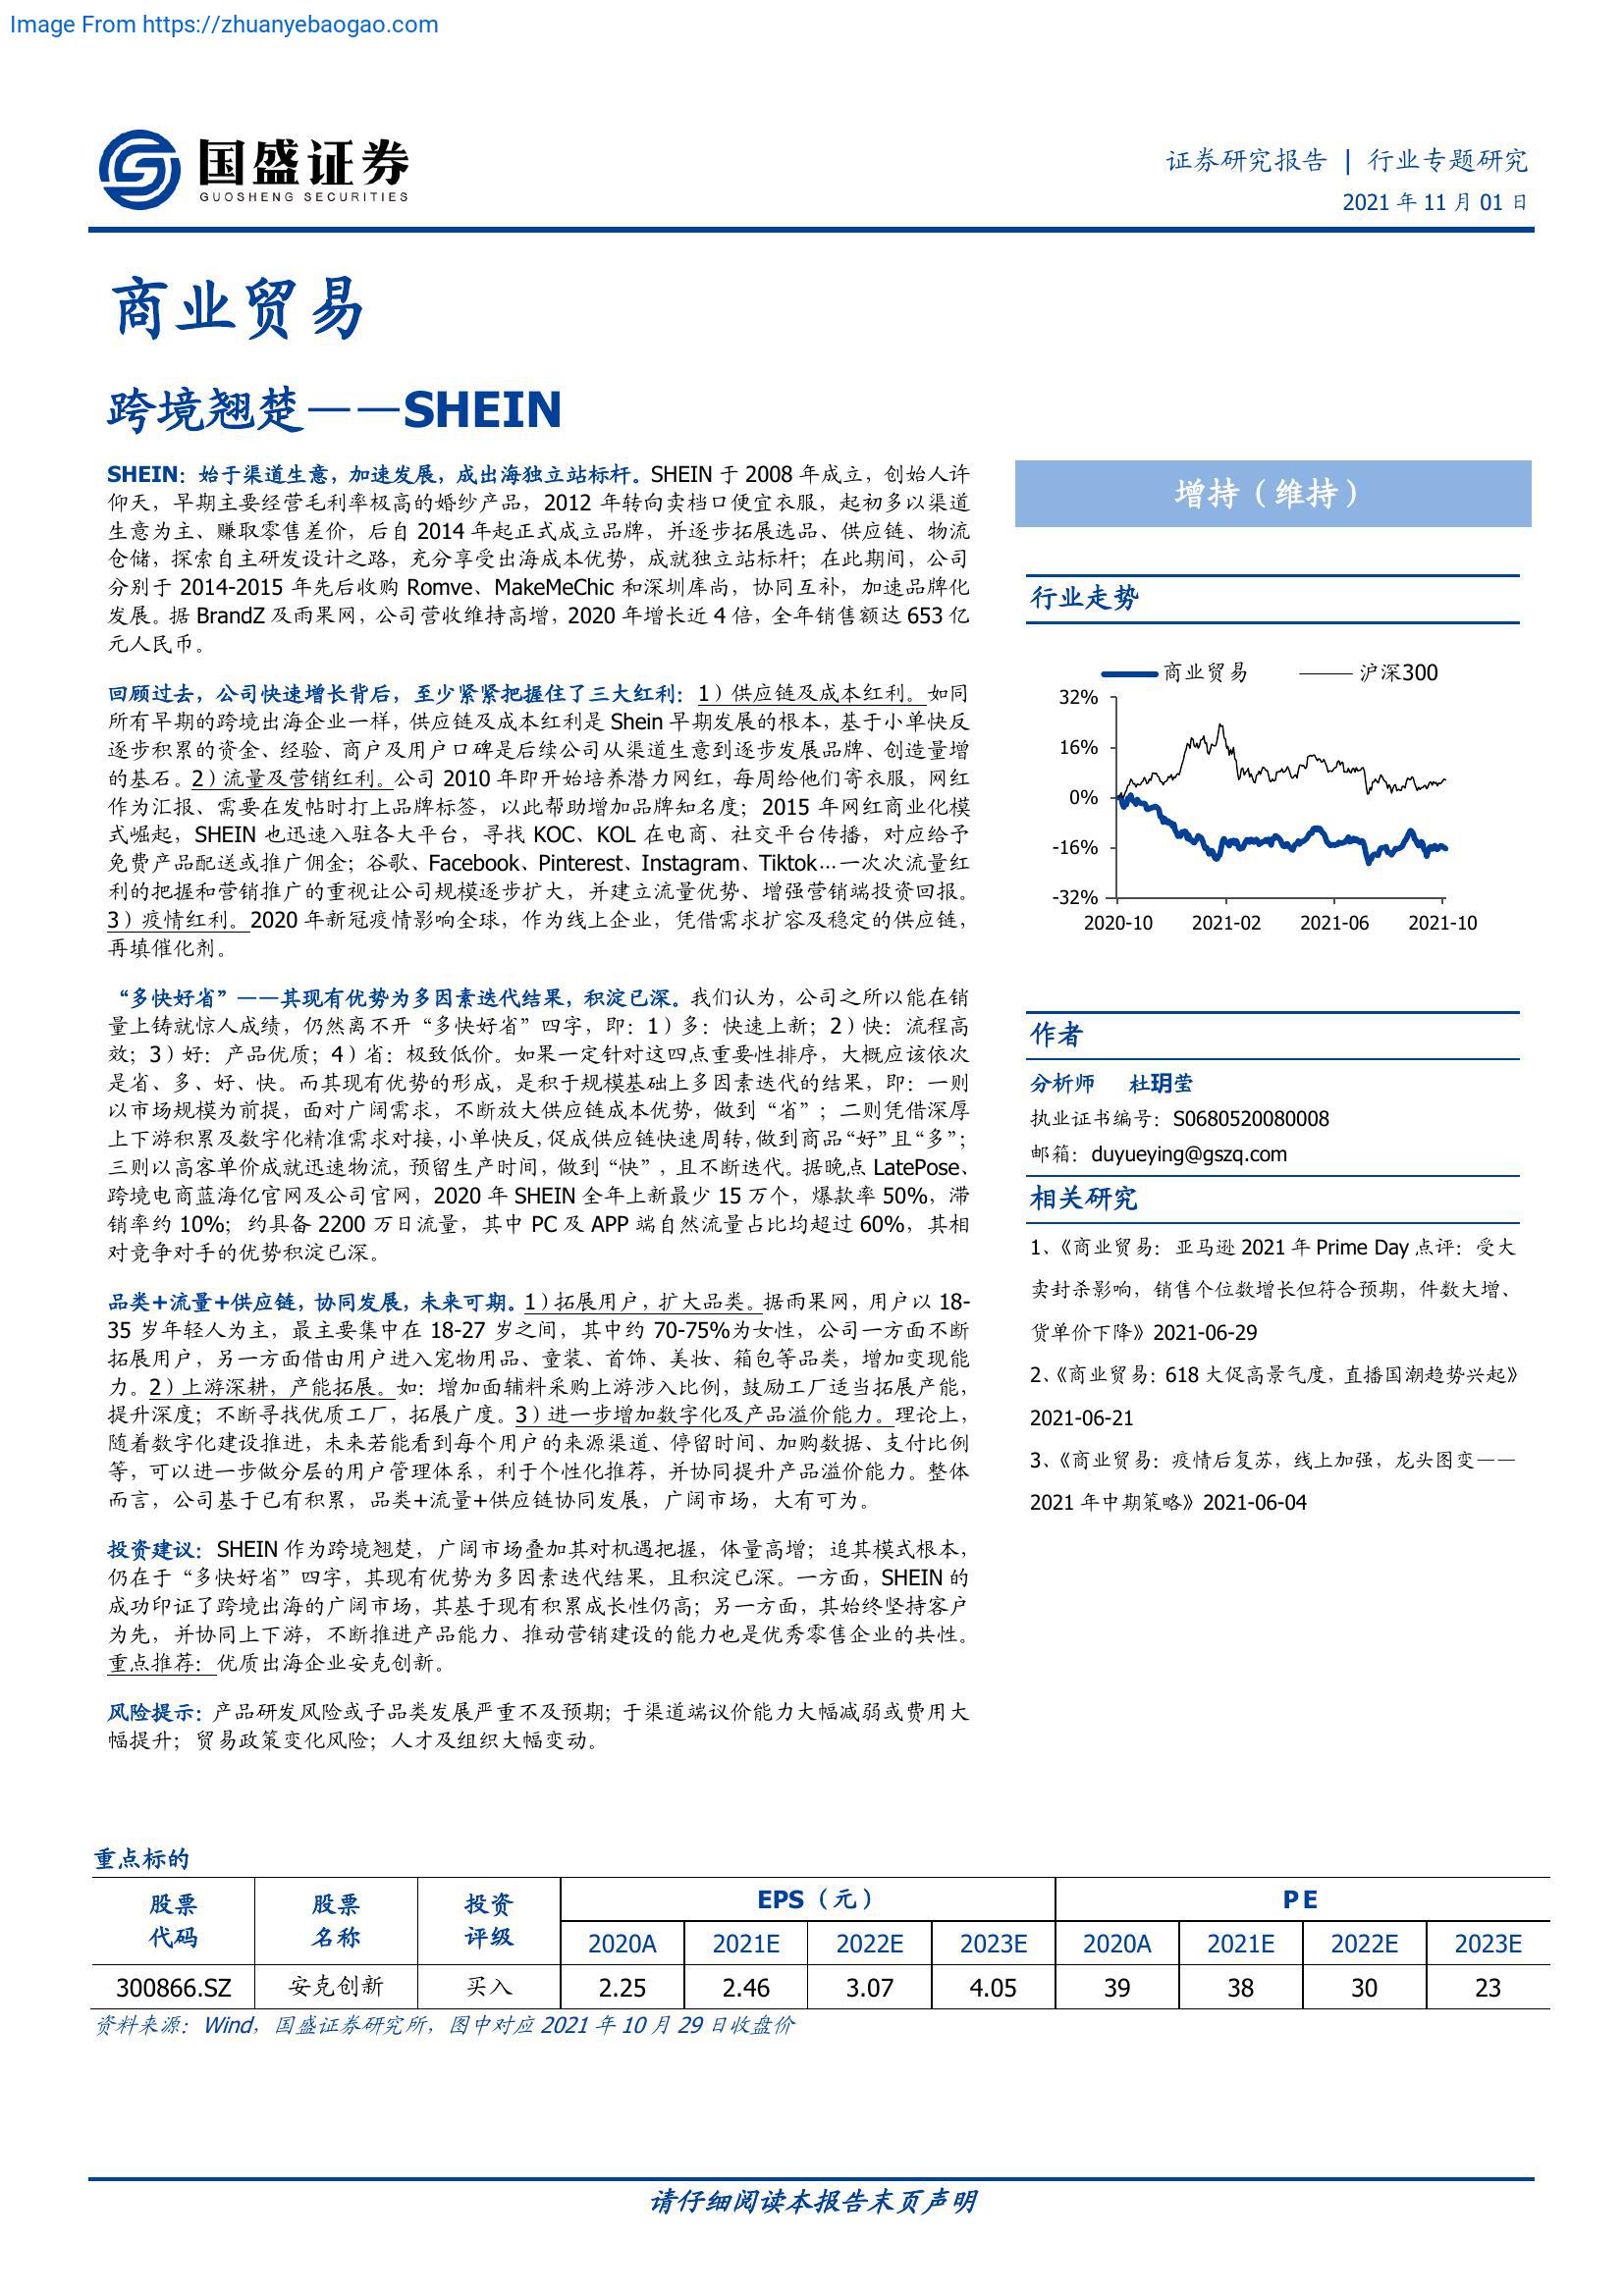 Image From https://zhuanyebaogao.com
国盛证券
GUOSHENG SECURITIES
证券研究报告 | 行业专题研究
2021 年 11 月 01 日
商业贸易
跨境翘楚——SHEIN
SHEIN：始于渠道生意，加速发展，成出海独立站标杆。SHEIN 于 2008 年成立，创始人许
仰天，早期主要经营毛利率极高的婚纱产品，2012 年转向卖档口便宜衣服，起初多以渠道
生意为主、赚取零售差价，后自 2014 年起正式成立品牌，并逐步拓展选品、供应链、物流
仓储，探索自主研发设计之路，充分享受出海成本优势，成就独立站标杆；在此期间，公司
分别于 2014-2015 年先后收购 Romve、MakeMeChic 和深圳库尚，协同互补，加速品牌化
发展。据 BrandZ 及雨果网，公司营收维持高增，2020 年增长近 4 倍，全年销售额达 653 亿
元人民币。
回顾过去，公司快速增长背后，至少紧紧把握住了三大红利：1）供应链及成本红利。如同
所有早期的跨境出海企业一样，供应链及成本红利是 Shein 早期发展的根本，基于小单快反
逐步积累的资金、经验、商户及用户口碑是后续公司从渠道生意到逐步发展品牌、创造量增
的基石。2）流量及营销红利。公司 2010 年即开始培养潜力网红，每周给他们寄衣服，网红
作为汇报、需要在发帖时打上品牌标签，以此帮助增加品牌知名度；2015 年网红商业化模
式崛起，SHEIN 也迅速入驻各大平台，寻找 KOC、KOL 在电商、社交平台传播，对应给予
免费产品配送或推广佣金；谷歌、Facebook、Pinterest、Instagram、Tiktok…一次次流量红
利的把握和营销推广的重视让公司规模逐步扩大，并建立流量优势、增强营销端投资回报。
3）疫情红利。2020 年新冠疫情影响全球，作为线上企业，凭借需求扩容及稳定的供应链，
再填催化剂。
“多快好省”——其现有优势为多因素迭代结果，积淀已深。我们认为，公司之所以能在销
量上铸就惊人成绩，仍然离不开“多快好省”四字，即：1）多：快速上新；2）快：流程高
效；3）好：产品优质；4）省：极致低价。如果一定针对这四点重要性排序，大概应该依次
是省、多、好、快。而其现有优势的形成，是积于规模基础上多因素迭代的结果，即：一则
以市场规模为前提，面对广阔需求，不断放大供应链成本优势，做到“省”；二则凭借深厚
上下游积累及数字化精准需求对接，小单快反，促成供应链快速周转，做到商品“好”且“多”；
三则以高客单价成就迅速物流，预留生产时间，做到“快”，且不断迭代。据晚点 LatePose、
跨境电商蓝海亿官网及公司官网，2020 年 SHEIN 全年上新最少 15 万个，爆款率 50%，滞
销率约 10%；约具备 2200 万日流量，其中 PC 及 APP 端自然流量占比均超过 60%，其相
对竞争对手的优势积淀已深。
品类+流量+供应链，协同发展，未来可期。1）拓展用户，扩大品类。据雨果网，用户以 18-
35 岁年轻人为主，最主要集中在 18-27 岁之间，其中约 70-75%为女性，公司一方面不断
拓展用户，另一方面借由用户进入宠物用品、童装、首饰、美妆、箱包等品类，增加变现能
力。2）上游深耕，产能拓展。如：增加面辅料采购上游涉入比例，鼓励工厂适当拓展产能，
提升深度；不断寻找优质工厂，拓展广度。3）进一步增加数字化及产品溢价能力。理论上，
随着数字化建设推进，未来若能看到每个用户的来源渠道、停留时间、加购数据、支付比例
等，可以进一步做分层的用户管理体系，利于个性化推荐，并协同提升产品溢价能力。整体
而言，公司基于已有积累，品类+流量+供应链协同发展，广阔市场，大有可为。
投资建议：SHEIN 作为跨境翘楚，广阔市场叠加其对机遇把握，体量高增；追其模式根本，
仍在于“多快好省”四字，其现有优势为多因素迭代结果，且积淀已深。一方面，SHEIN 的
成功印证了跨境出海的广阔市场，其基于现有积累成长性仍高；另一方面，其始终坚持客户
为先，并协同上下游，不断推进产品能力、推动营销建设的能力也是优秀零售企业的共性。
重点推荐：优质出海企业安克创新。
风险提示：产品研发风险或子品类发展严重不及预期；于渠道端议价能力大幅减弱或费用大
幅提升；贸易政策变化风险；人才及组织大幅变动。
增持（维持）
行业走势
商业贸易 沪深300
32%
16%
0%
-16%
-32%
2020-10 2021-02 2021-06 2021-10
作者
分析师 杜玥莹
执业证书编号：S0680520080008
邮箱：duyueying@gszq.com
相关研究
1、《商业贸易：亚马逊 2021 年 Prime Day 点评：受大
卖封杀影响，销售个位数增长但符合预期，件数大增、
货单价下降》2021-06-29
2、《商业贸易：618 大促高景气度，直播国潮趋势兴起》
2021-06-21
3、《商业贸易：疫情后复苏，线上加强，龙头图变——
2021 年中期策略》2021-06-04
重点标的
股票 股票 投资 EPS（元） P E
代码 名称 评级 2020A 2021E 2022E 2023E 2020A 2021E 2022E 2023E
300866.SZ 安克创新 买入 2.25 2.46 3.07 4.05 39 38 30 23
资料来源：Wind，国盛证券研究所，图中对应 2021 年 10 月 29 日收盘价
请仔细阅读本报告末页声明